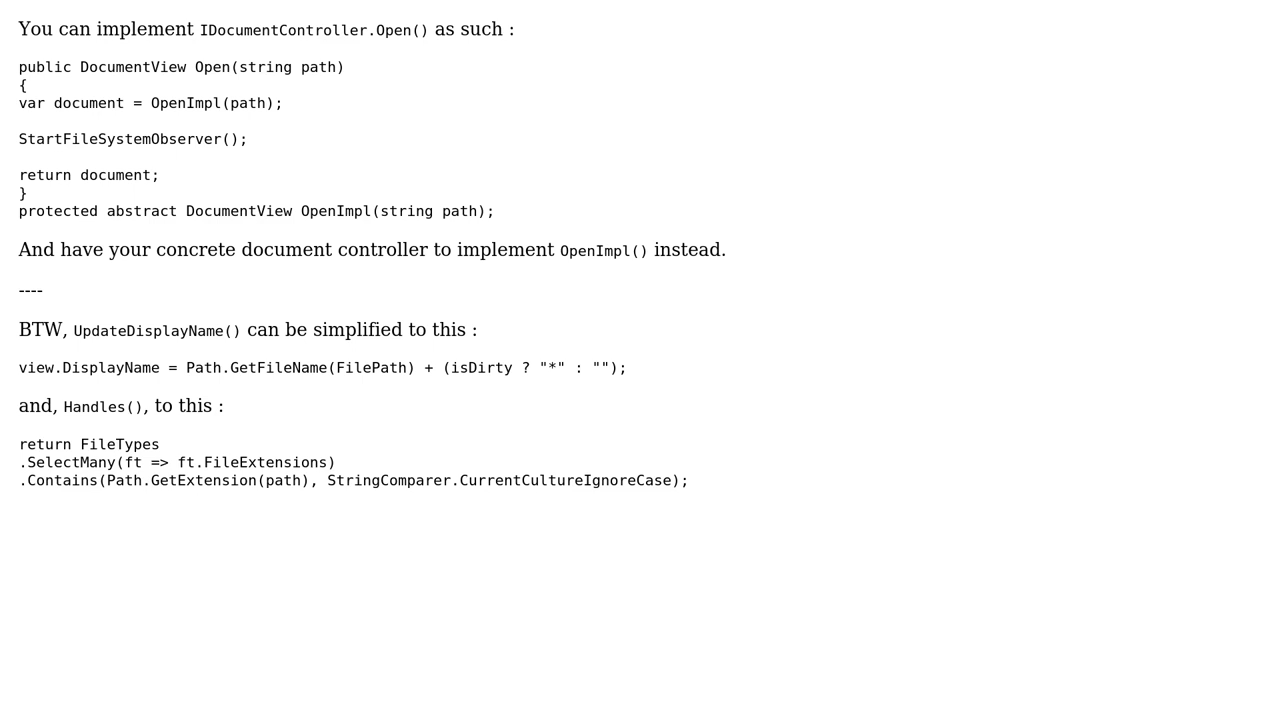 You can implement IDocumentController.Open() as such :
public DocumentView Open(string path)
{
var document = OpenImpl(path);
StartFileSystemObserver();
return document;
}
protected abstract DocumentView OpenImpl(string path);
And have your concrete document controller to implement OpenImpl() instead.
----
BTW, UpdateDisplayName() can be simplified to this :
view.DisplayName = Path.GetFileName(FilePath) + (isDirty ? "*" : "");
and, Handles(), to this :
return FileTypes
.SelectMany(ft => ft.FileExtensions)
.Contains(Path.GetExtension(path), StringComparer.CurrentCultureIgnoreCase);